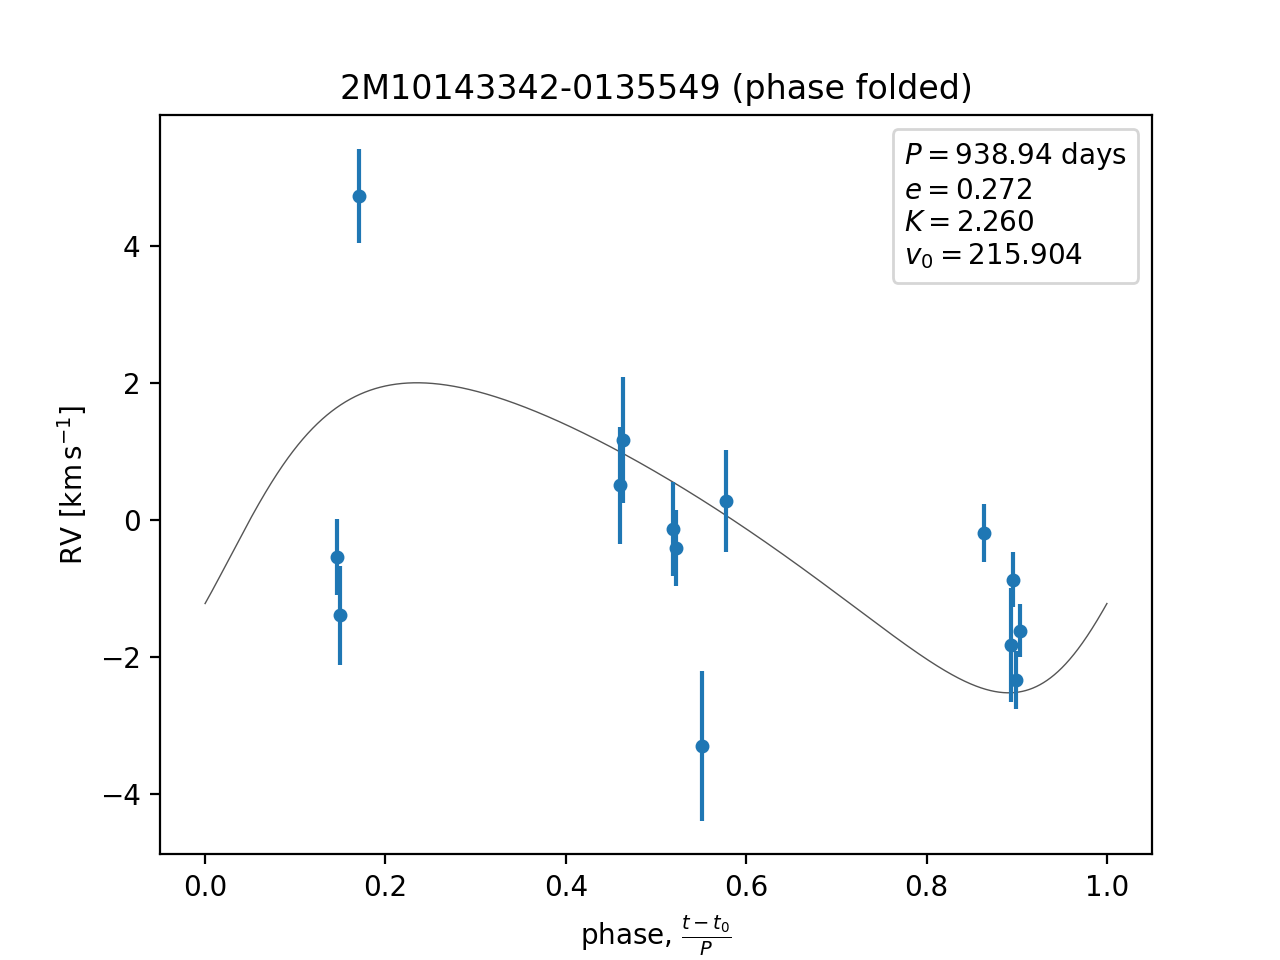 2M10143342-0135549 (phase folded)
P = 938.94 days
e = 0.272
K = 2.260
v₀ = 215.904
RV [km s⁻¹]
4
2
0
−2
−4
0.0 0.2 0.4 0.6 0.8 1.0
phase, (t − t₀)/P